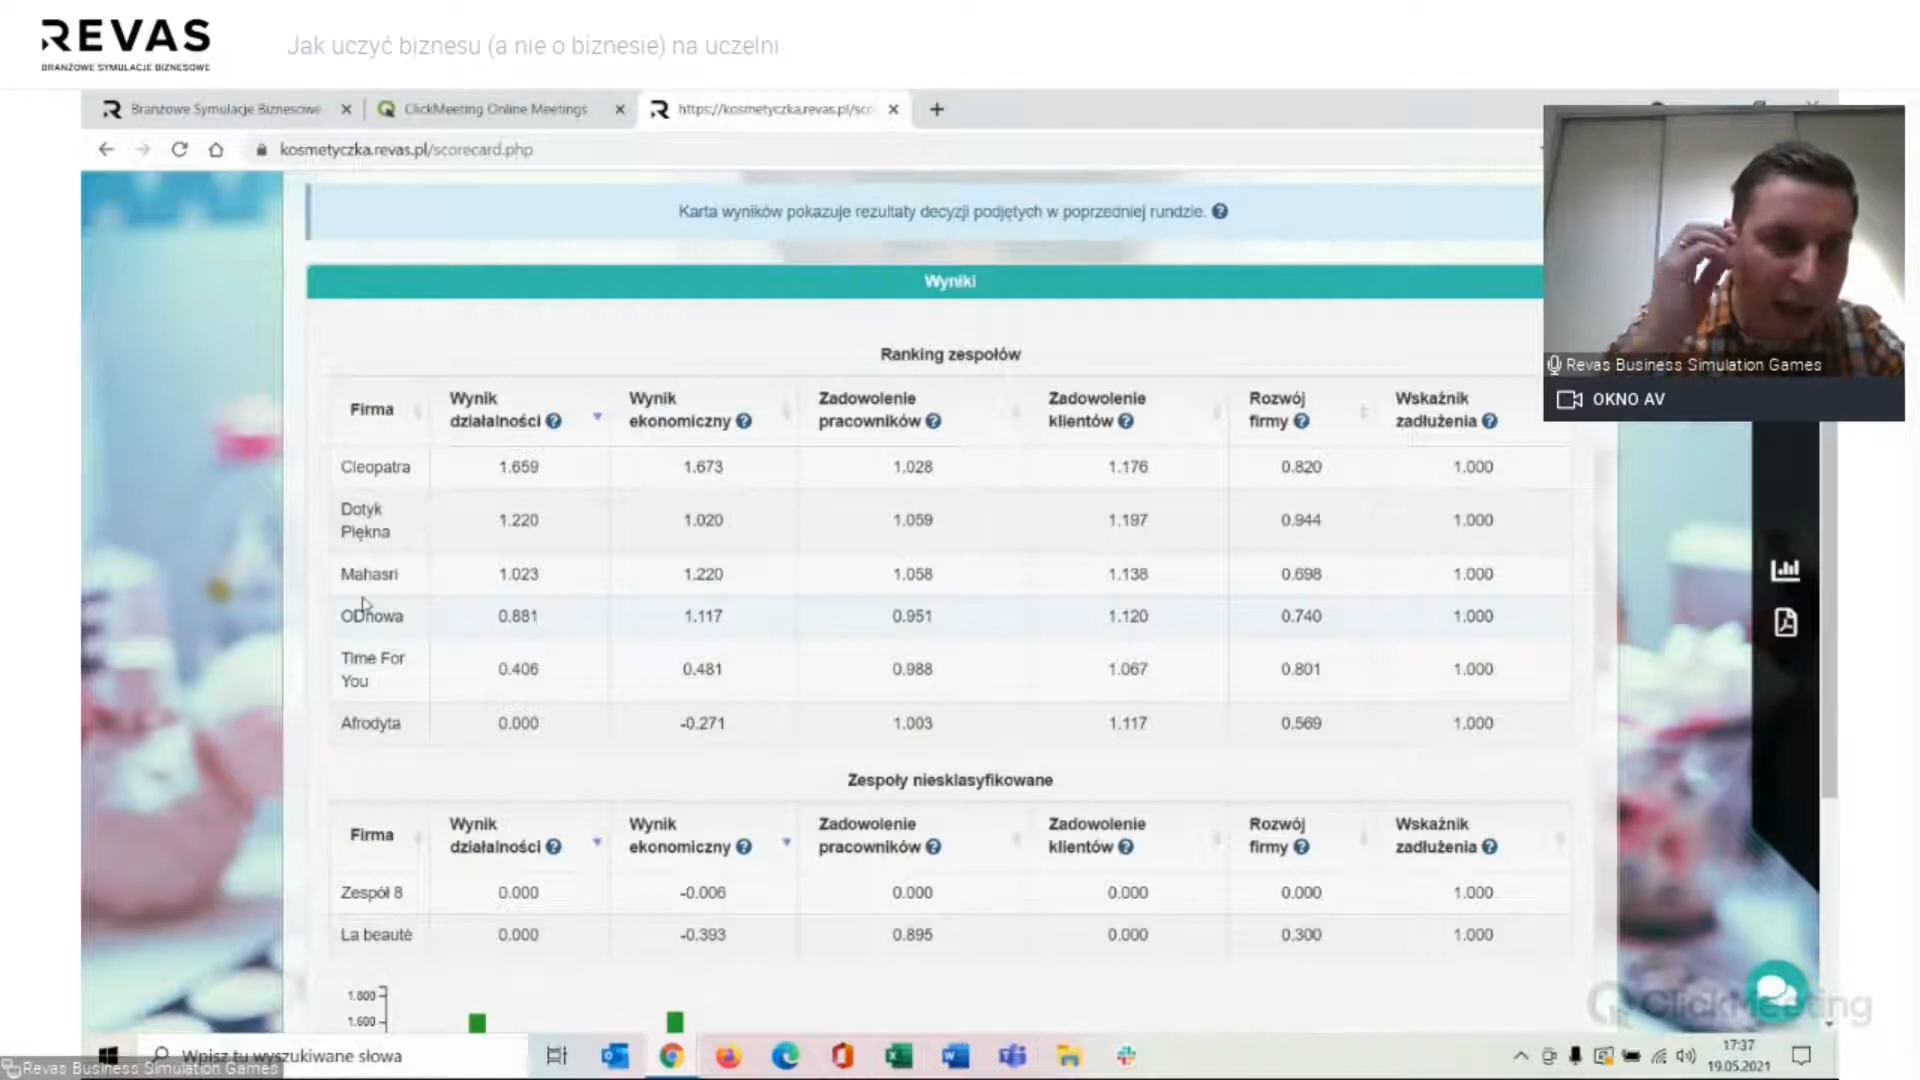 REVAS
BRANŻOWE SYMULACJE BIZNESOWE
Jak uczyć biznesu (a nie o biznesie) na uczelni
Branżowe Symulacje Biznesowe
ClickMeeting Online Meetings
https://kosmetyczka.revas.pl/sco
kosmetyczka.revas.pl/scorecard.php
Karta wyników pokazuje rezultaty decyzji podjętych w poprzedniej rundzie.
Revas Business Simulation Games
OKNO AV
Wyniki
Ranking zespołów
Firma Wynik działalności Wynik ekonomiczny Zadowolenie pracowników Zadowolenie klientów Rozwój firmy Wskaźnik zadłużenia
Cleopatra 1.659 1.673 1.028 1.176 0.820 1.000
Dotyk Piękna 1.220 1.020 1.059 1.197 0.944 1.000
Mahasri 1.023 1.220 1.058 1.138 0.698 1.000
ODnowa 0.881 1.117 0.951 1.120 0.740 1.000
Time For You 0.406 0.481 0.988 1.067 0.801 1.000
Afrodyta 0.000 -0.271 1.003 1.117 0.569 1.000
Zespoły niesklasyfikowane
Firma Wynik działalności Wynik ekonomiczny Zadowolenie pracowników Zadowolenie klientów Rozwój firmy Wskaźnik zadłużenia
Zespół 8 0.000 -0.006 0.000 0.000 0.000 1.000
La beauté 0.000 -0.393 0.895 0.000 0.300 1.000
1.800
1.600
ClickMeeting
Wpisz tu wyszukiwane słowa
17:37
19.05.2021
Revas Business Simulation Games